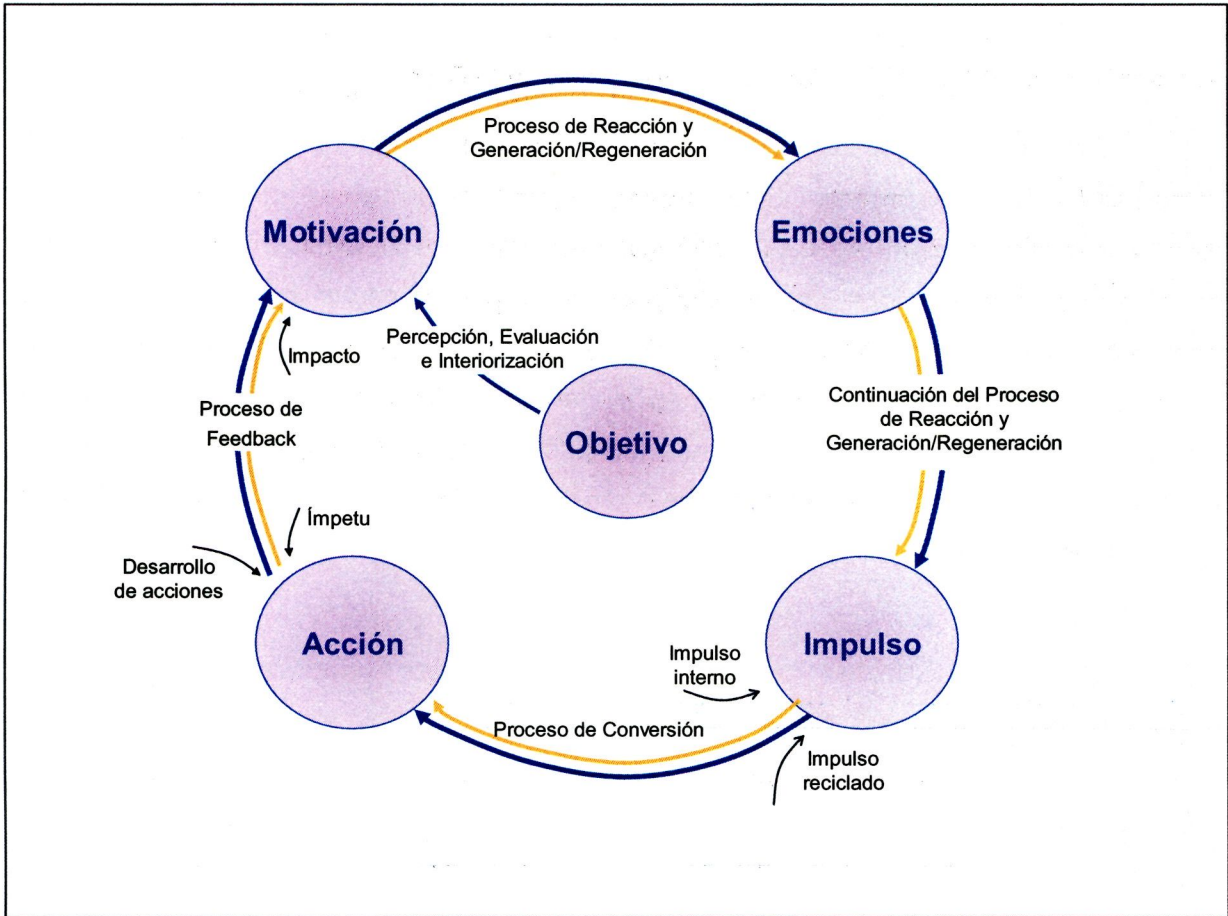 Proceso de Reacción y
Generación/Regeneración
Motivación
Emociones
Percepción, Evaluación
e Interiorización
Impacto
Continuación del Proceso
de Reacción y
Generación/Regeneración
Proceso de
Feedback
Objetivo
Ímpetu
Desarrollo
de acciones
Acción
Impulso
Impulso
interno
Proceso de Conversión
Impulso
reciclado